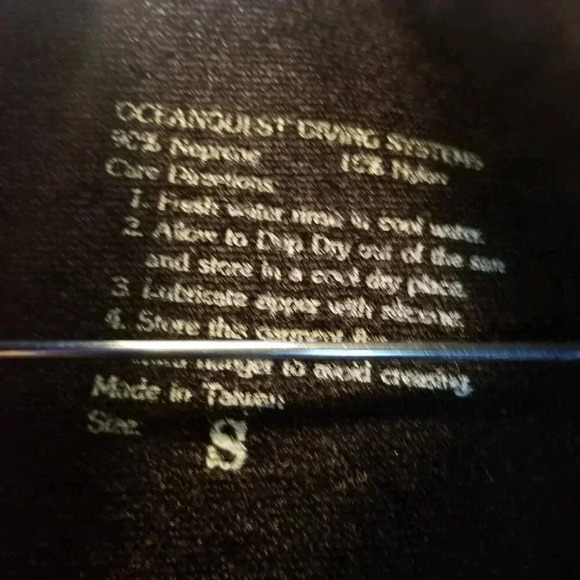 OCEANQUEST DIVING SYSTEMS
90% Neoprene 10% Nylon
Care Directions
1. Fresh water rinse in cool water.
2. Allow to Drip Dry out of the sun
and store in a cool dry place.
3. Lubricate zipper with silicone.
4. Store this garment
hanger to avoid creasing.
Made in Taiwan
Size S